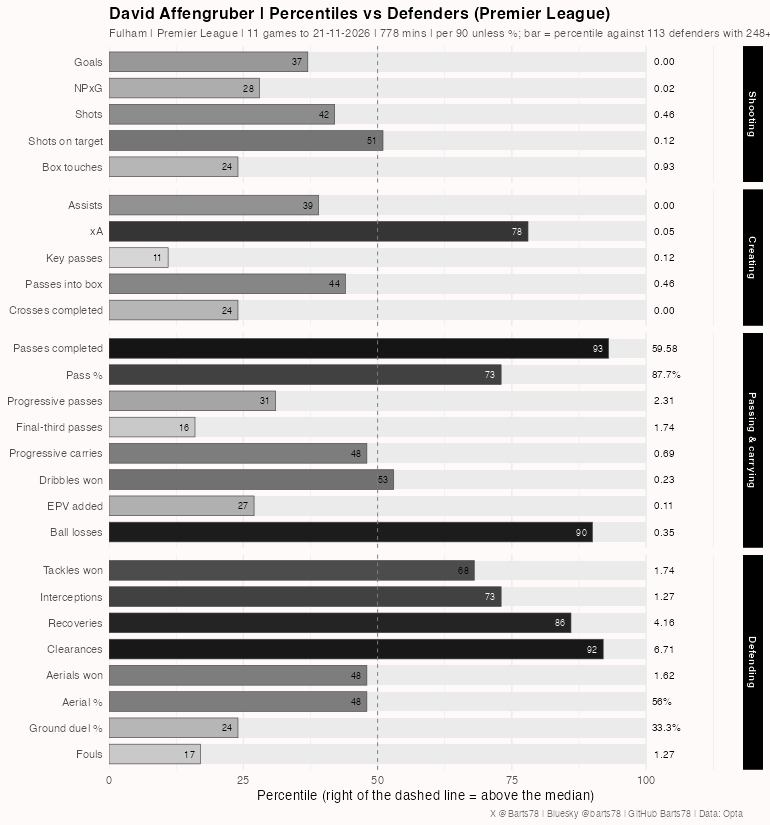 David Affengruber | Percentiles vs Defenders (Premier League)
Fulham | Premier League | 11 games to 21-11-2026 | 778 mins | per 90 unless %; bar = percentile against 113 defenders with 248+
Goals 37 0.00
NPxG 28 0.02
Shots 42 0.46
Shots on target 51 0.12
Box touches 24 0.93
Shooting
Assists 39 0.00
xA 78 0.05
Key passes 11 0.12
Passes into box 44 0.46
Crosses completed 24 0.00
Creating
Passes completed 93 59.58
Pass % 73 87.7%
Progressive passes 31 2.31
Final-third passes 16 1.74
Progressive carries 48 0.69
Dribbles won 53 0.23
EPV added 27 0.11
Ball losses 90 0.35
Passing & carrying
Tackles won 68 1.74
Interceptions 73 1.27
Recoveries 86 4.16
Clearances 92 6.71
Aerials won 48 1.62
Aerial % 48 56%
Ground duel % 24 33.3%
Fouls 17 1.27
Defending
0 25 50 75 100
Percentile (right of the dashed line = above the median)
X @Barts78 | Bluesky @barts78 | GitHub Barts78 | Data: Opta